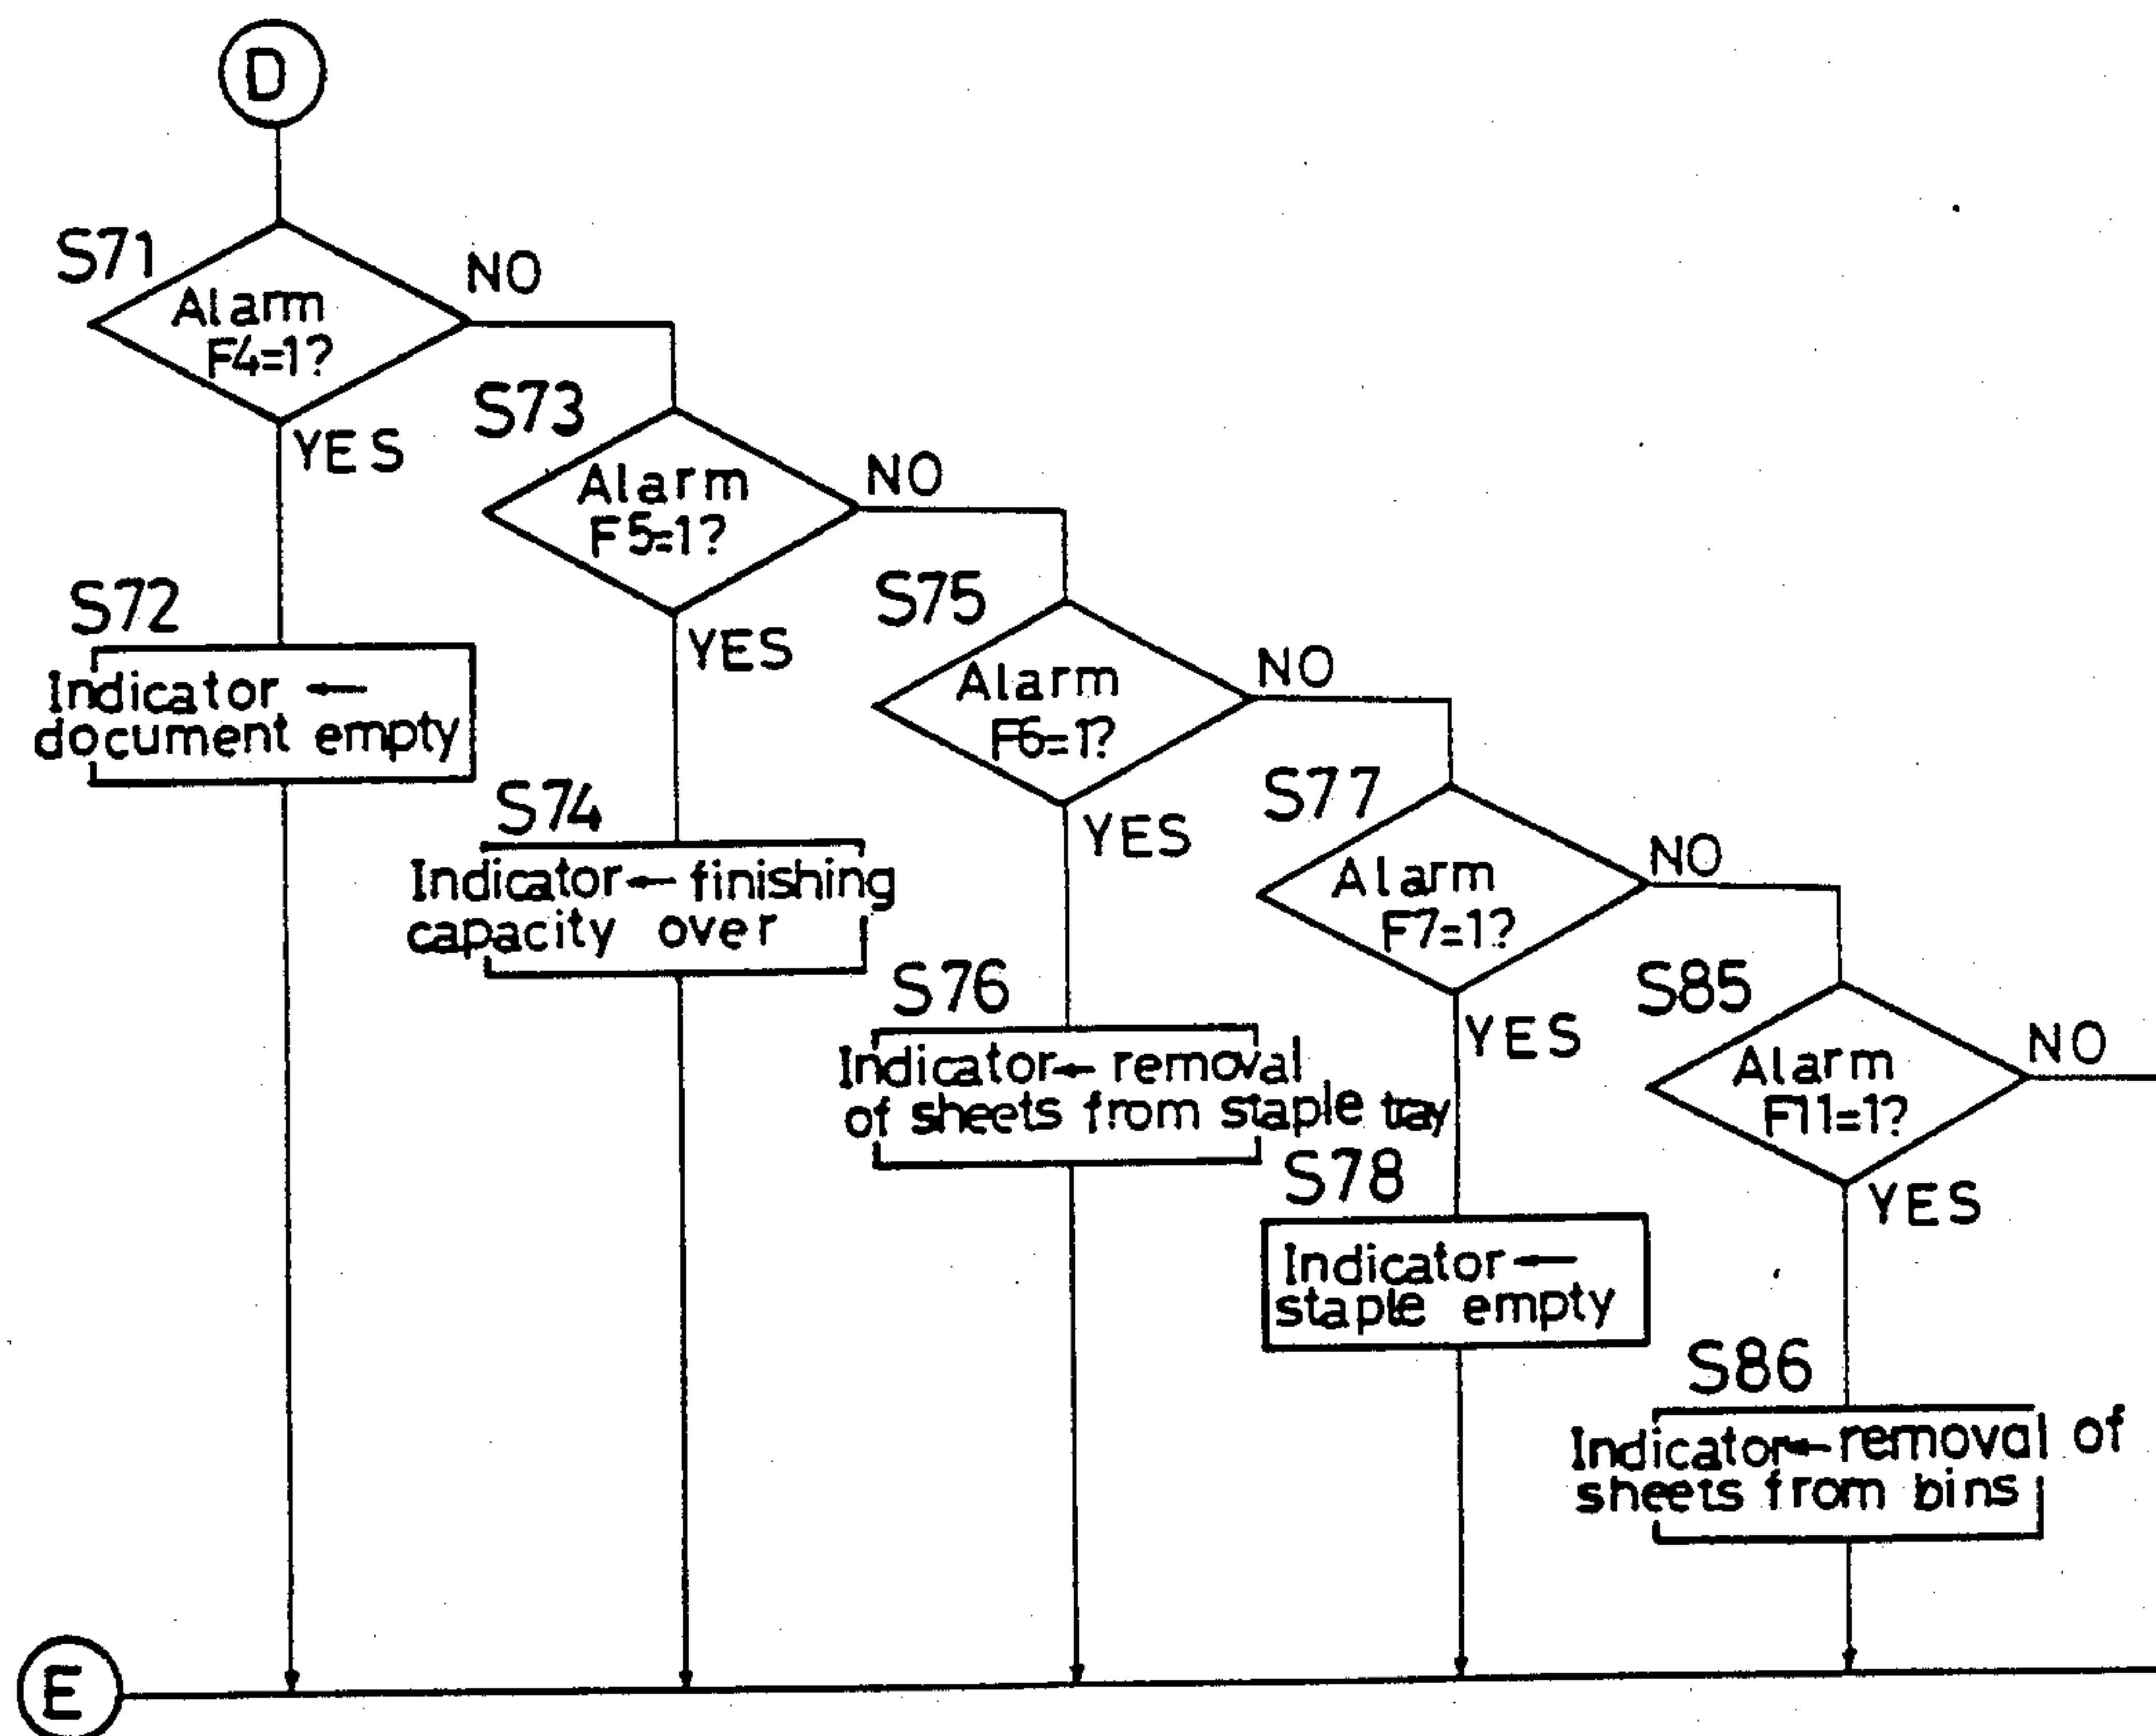 D
S71
Alarm
F4=1?
NO
YES
S72
Indicator ←
document empty
S73
Alarm
F5=1?
NO
YES
S74
Indicator ← finishing
capacity over
S75
Alarm
F6=1?
NO
YES
S76
Indicator ← removal
of sheets from staple tray
S77
Alarm
F7=1?
NO
YES
S78
Indicator ←
staple empty
S85
Alarm
F11=1?
NO
YES
S86
Indicator ← removal of
sheets from bins
E